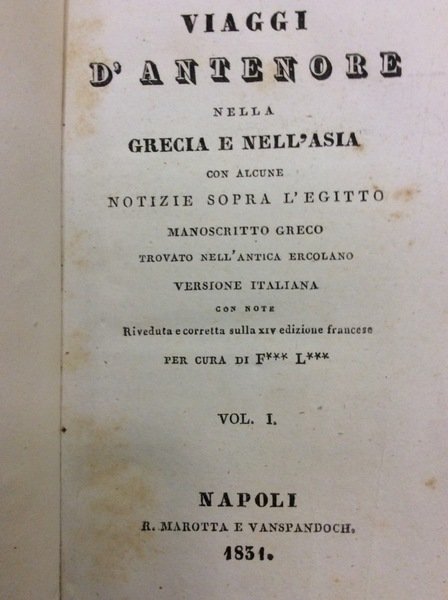 VIAGGI
D'ANTENORE
NELLA
GRECIA E NELL'ASIA
CON ALCUNE
NOTIZIE SOPRA L'EGITTO
MANOSCRITTO GRECO
TROVATO NELL'ANTICA ERCOLANO
VERSIONE ITALIANA
CON NOTE
Riveduta e corretta sulla XIV edizione francese
PER CURA DI F*** L***
VOL. I.
NAPOLI
R. MAROTTA E VANSPANDOCH.
1831.